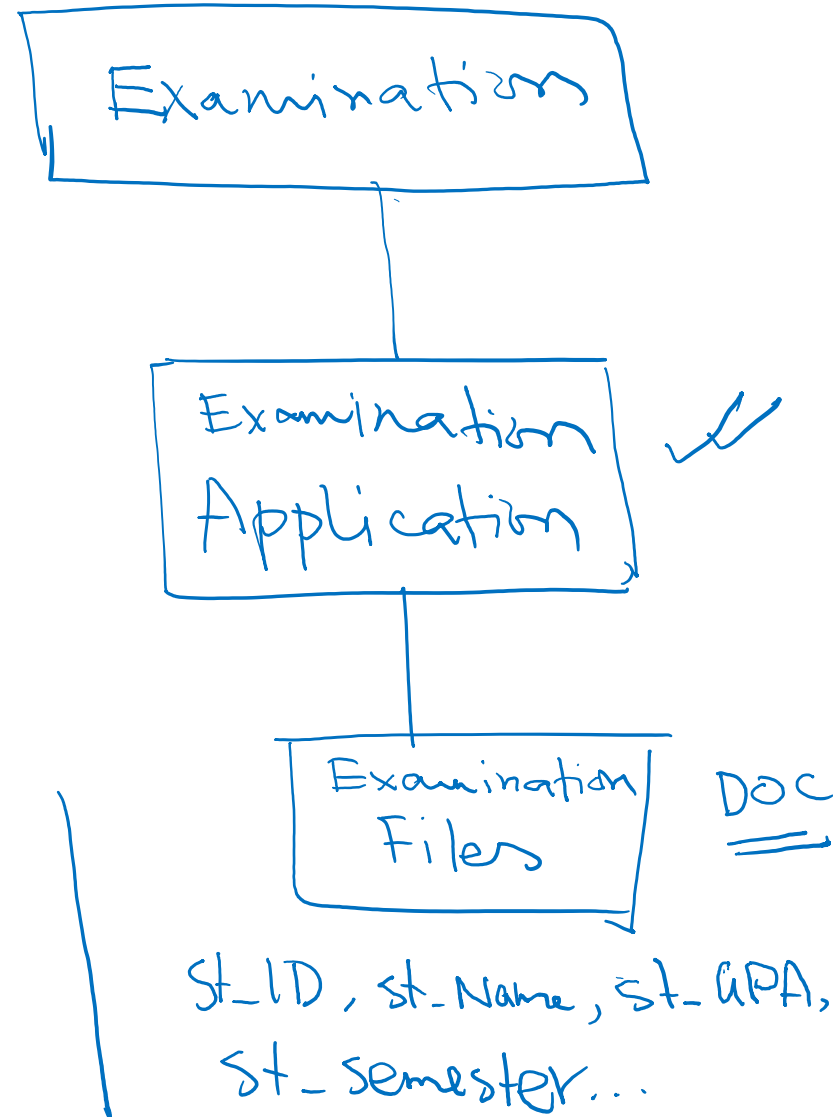 Examination
Examination
Application
Examination
Files
DOC
St_ID, st_Name, st_GPA,
st_semester...